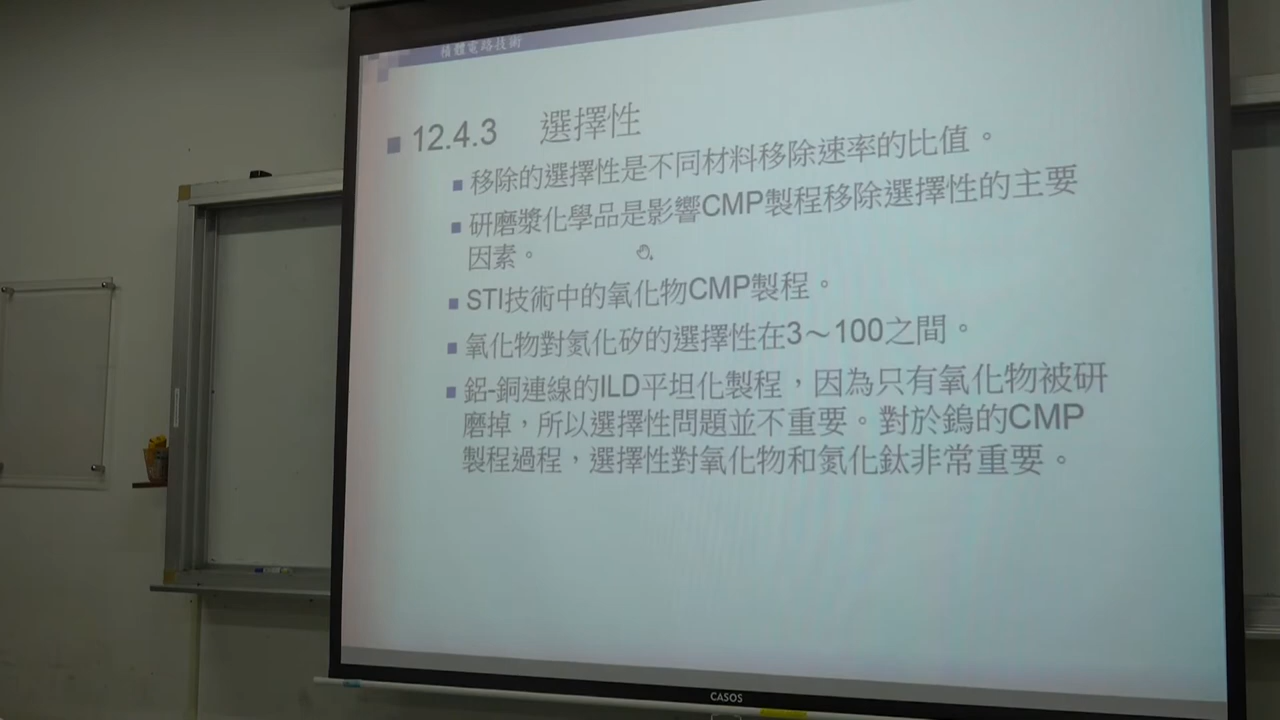 積體電路技術
■ 12.4.3 選擇性
■ 移除的選擇性是不同材料移除速率的比值。
■ 研磨漿化學品是影響CMP製程移除選擇性的主要
因素。
■ STI技術中的氧化物CMP製程。
■ 氧化物對氮化矽的選擇性在3～100之間。
■ 鋁-銅連線的ILD平坦化製程，因為只有氧化物被研
磨掉，所以選擇性問題並不重要。對於鎢的CMP
製程過程，選擇性對氧化物和氮化鈦非常重要。
CASOS